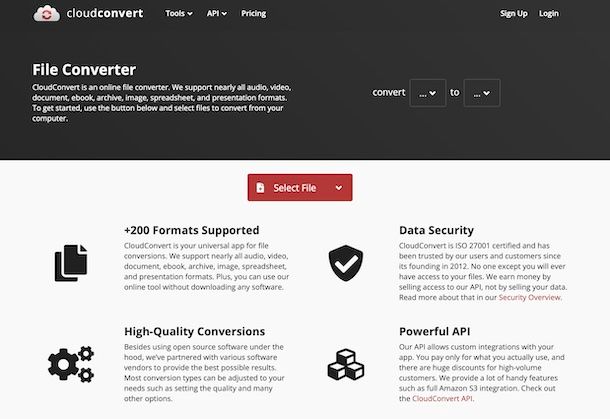 cloudconvert Tools API Pricing Sign Up Login
File Converter
CloudConvert is an online file converter. We support nearly all audio, video,
document, ebook, archive, image, spreadsheet, and presentation formats.
To get started, use the button below and select files to convert from your
computer.
convert ... to ...
Select File
+200 Formats Supported
CloudConvert is your universal app for file
conversions. We support nearly all audio, video,
document, ebook, archive, image, spreadsheet,
and presentation formats. Plus, you can use our
online tool without downloading any software.
Data Security
CloudConvert is ISO 27001 certified and has
been trusted by our users and customers since
its founding in 2012. No one except you will ever
have access to your files. We earn money by
selling access to our API, not by selling your data.
Read more about that in our Security Overview.
High-Quality Conversions
Besides using open source software under the
hood, we've partnered with various software
vendors to provide the best possible results.
Most conversion types can be adjusted to your
needs such as setting the quality and many
other options.
Powerful API
Our API allows custom integrations with your
app. You pay only for what you actually use, and
there are huge discounts for high-volume
customers. We provide a lot of handy features
such as full Amazon S3 integration. Check out
the CloudConvert API.